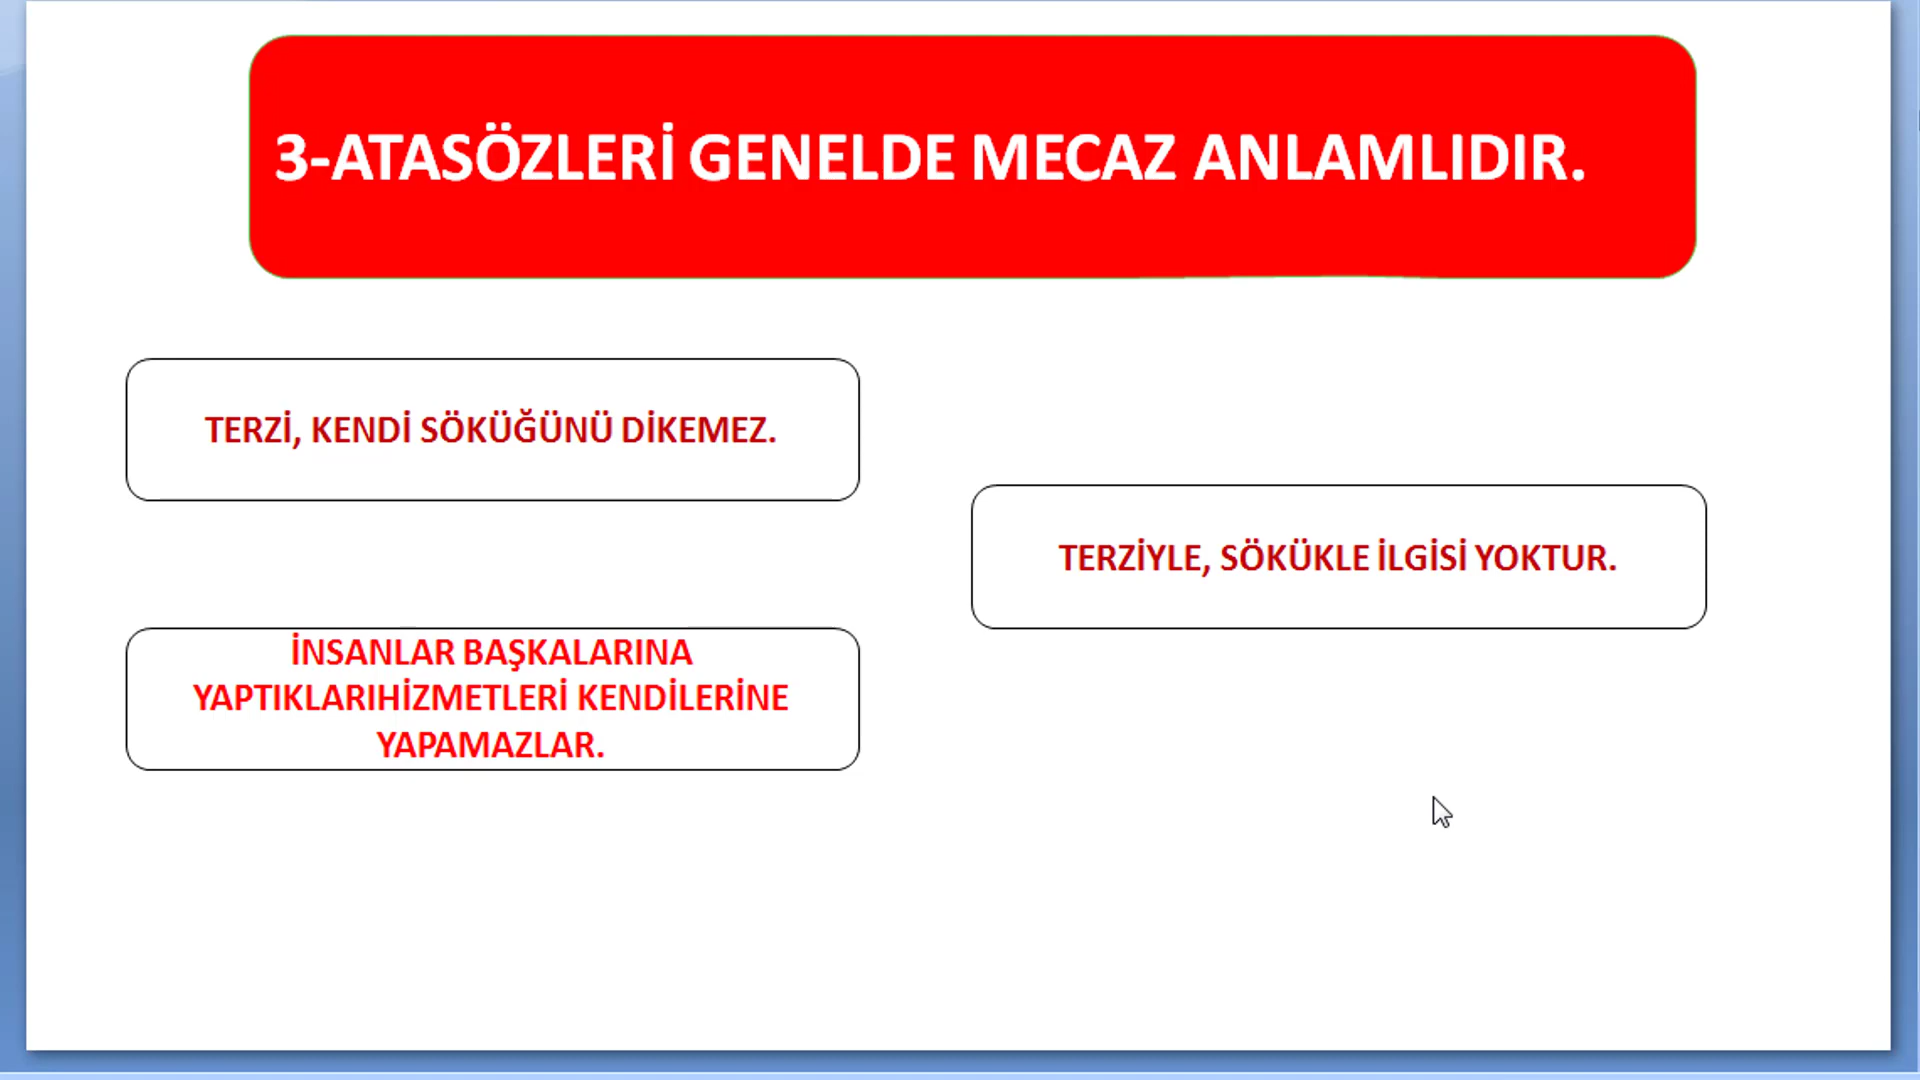 3-ATASÖZLERİ GENELDE MECAZ ANLAMLIDIR.
TERZİ, KENDİ SÖKÜĞÜNÜ DİKEMEZ.
TERZİYLE, SÖKÜKLE İLGİSİ YOKTUR.
İNSANLAR BAŞKALARINA
YAPTIKLARIHİZMETLERİ KENDİLERİNE
YAPAMAZLAR.